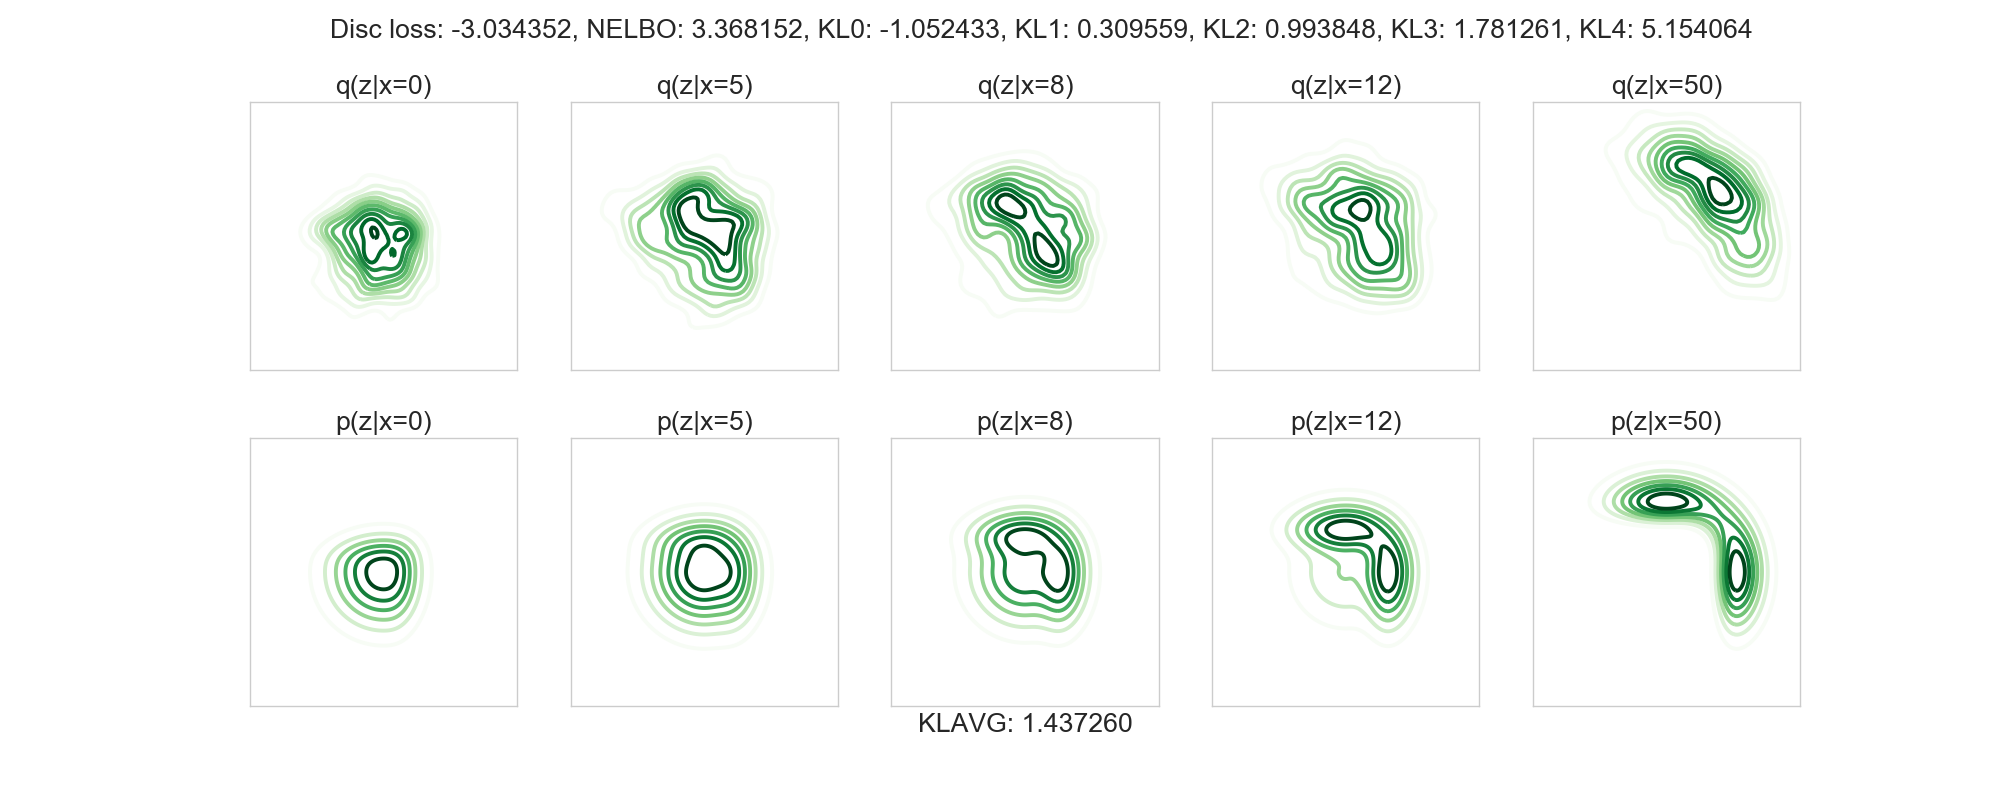 Disc loss: -3.034352, NELBO: 3.368152, KL0: -1.052433, KL1: 0.309559, KL2: 0.993848, KL3: 1.781261, KL4: 5.154064
q(z|x=0) q(z|x=5) q(z|x=8) q(z|x=12) q(z|x=50)
p(z|x=0) p(z|x=5) p(z|x=8) p(z|x=12) p(z|x=50)
KLAVG: 1.437260